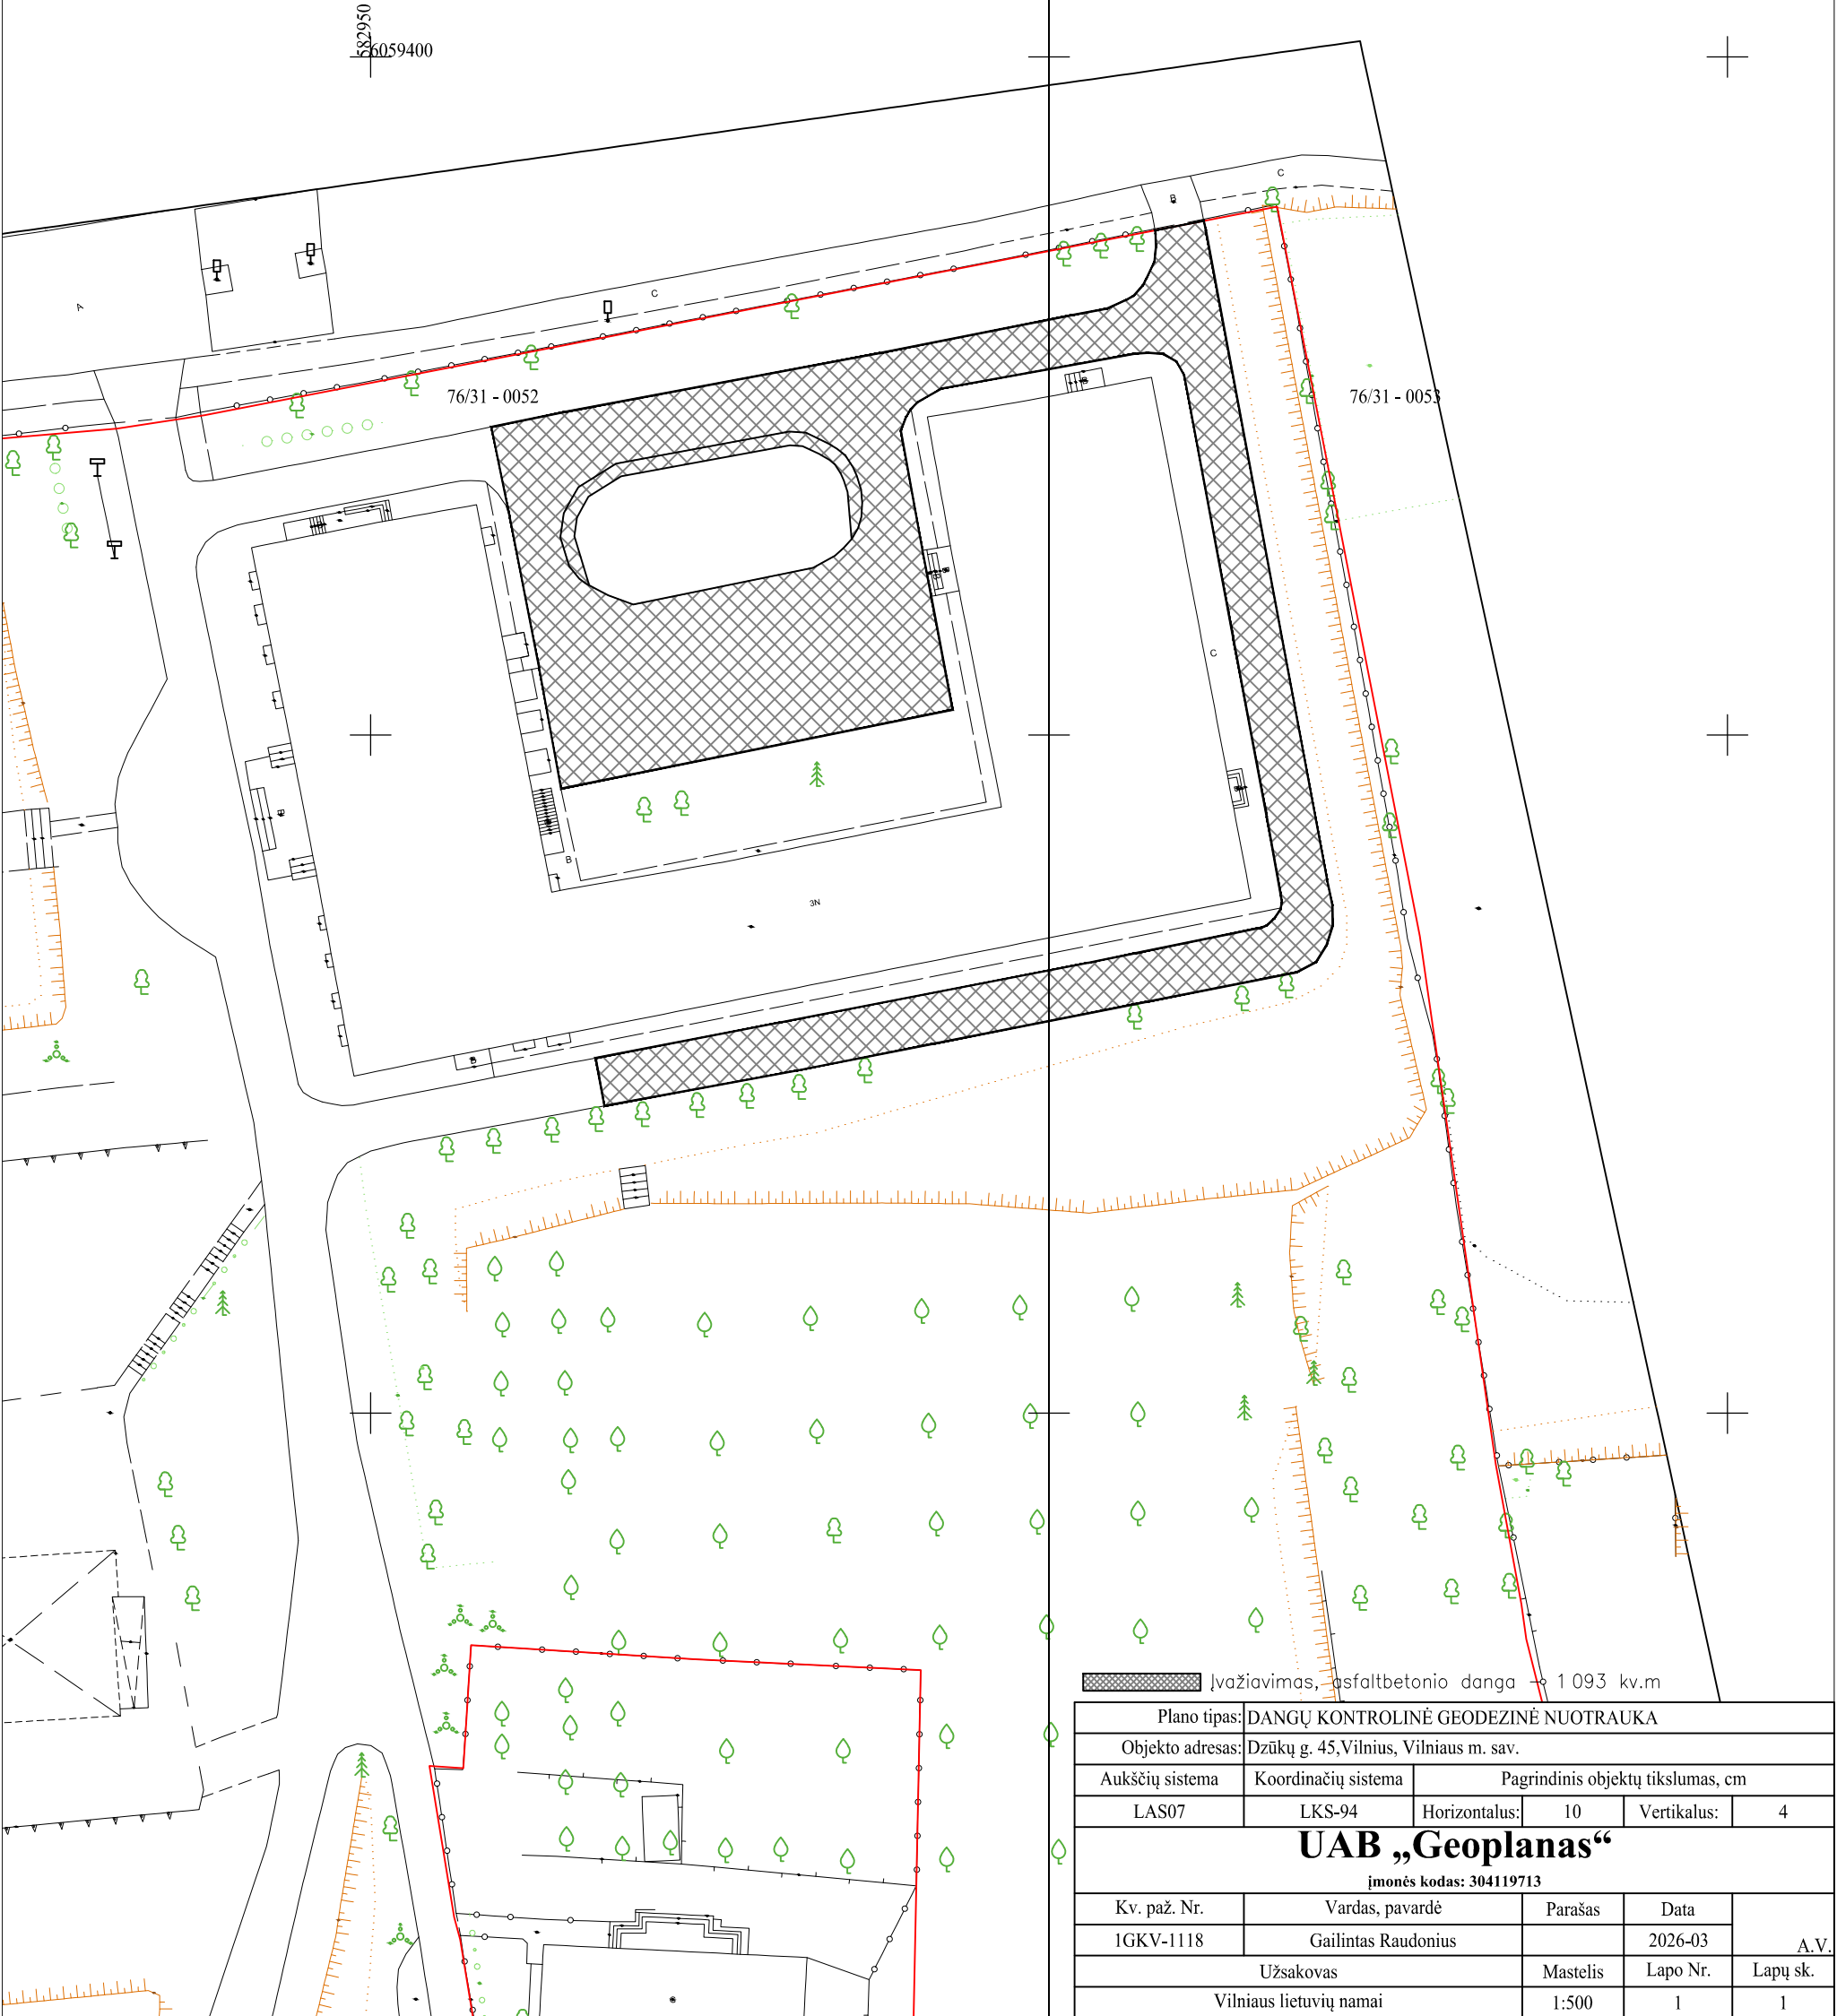 582950
6059400
C
B
A
C
76/31 - 0052
76/31 - 0053
C
B
B
3N
B
Įvažiavimas, asfaltbetonio danga - 1 093 kv.m
Plano tipas: DANGŲ KONTROLINĖ GEODEZINĖ NUOTRAUKA
Objekto adresas: Dzūkų g. 45,Vilnius, Vilniaus m. sav.
Aukščių sistema Koordinačių sistema Pagrindinis objektų tikslumas, cm
LAS07 LKS-94 Horizontalus: 10 Vertikalus: 4
UAB „Geoplanas“
įmonės kodas: 304119713
Kv. paž. Nr. Vardas, pavardė Parašas Data
1GKV-1118 Gailintas Raudonius 2026-03 A.V.
Užsakovas Mastelis Lapo Nr. Lapų sk.
Vilniaus lietuvių namai 1:500 1 1